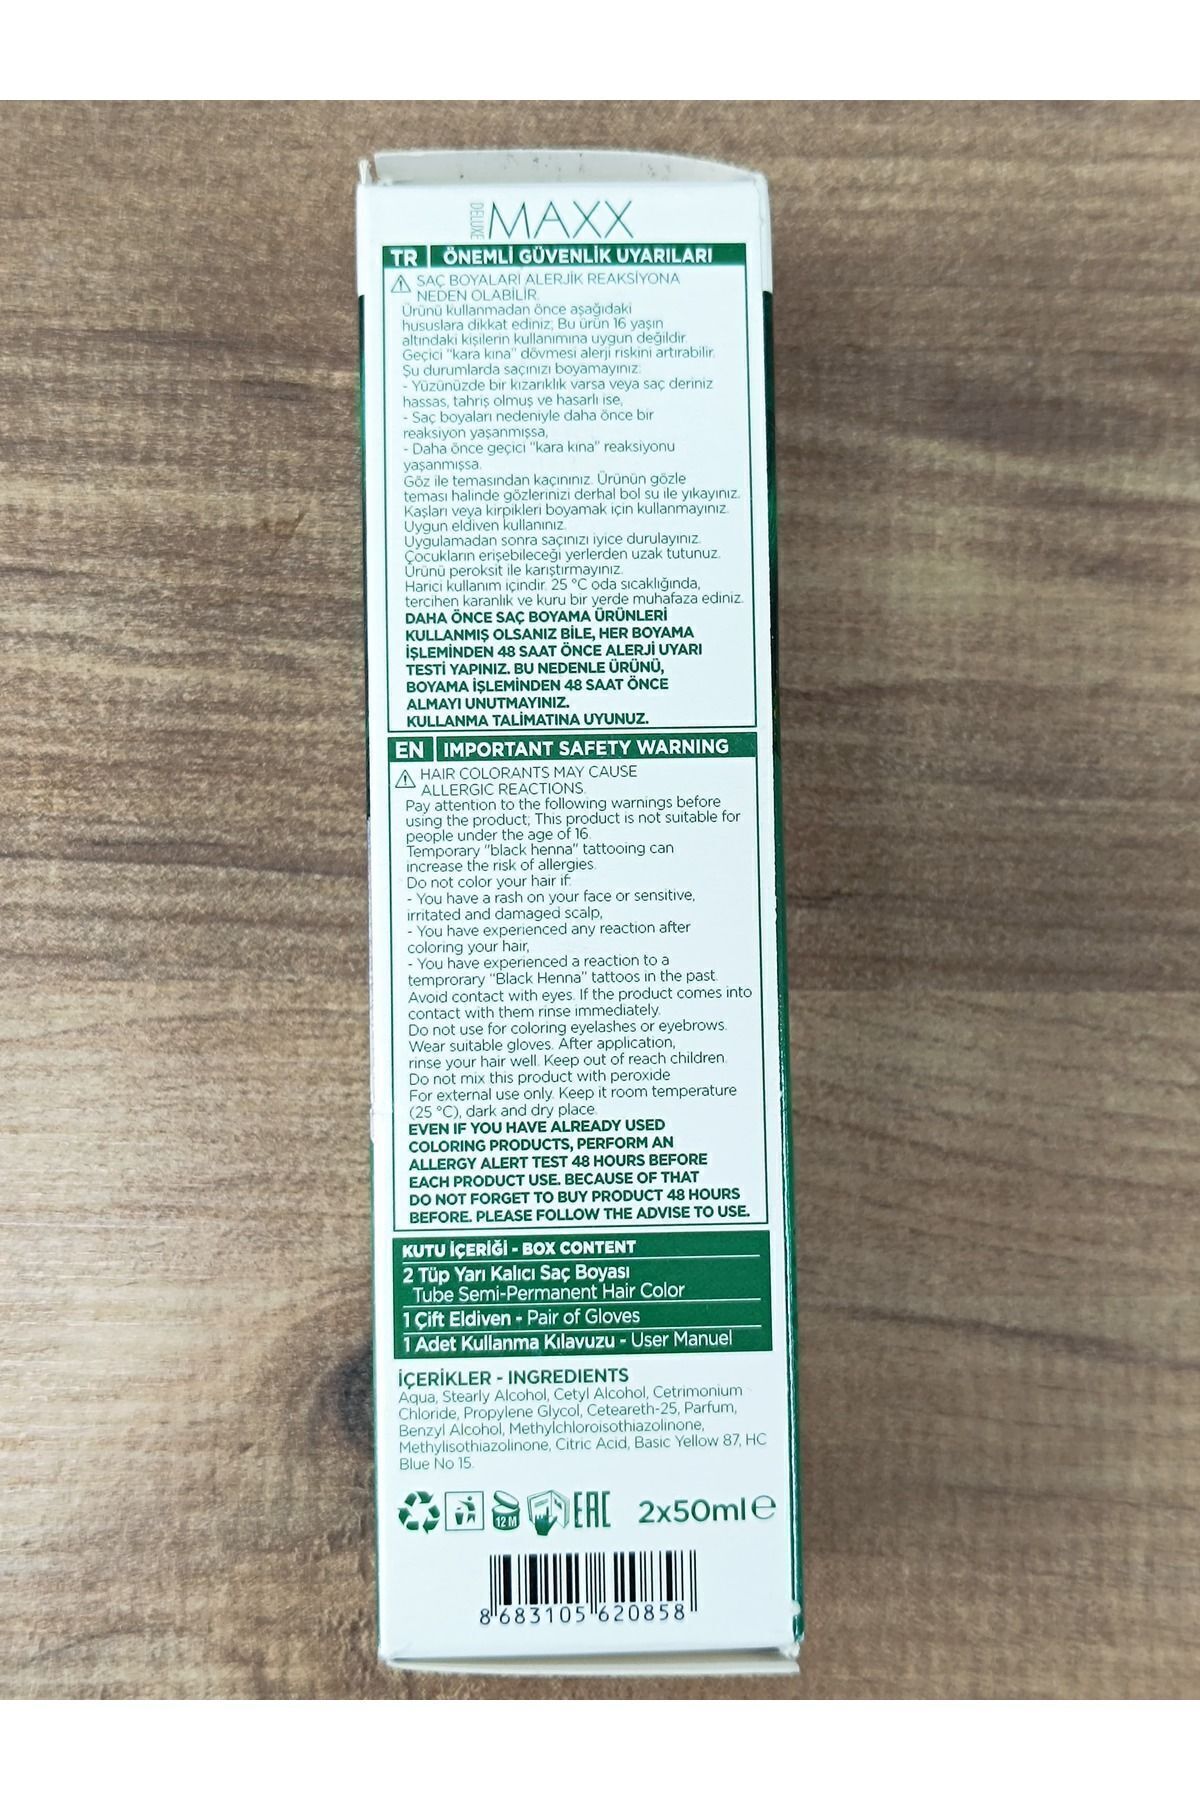 DELUXE MAXX
TR | ÖNEMLİ GÜVENLİK UYARILARI
SAÇ BOYALARI ALERJİK REAKSİYONA
NEDEN OLABİLİR.
Ürünü kullanmadan önce aşağıdaki
hususlara dikkat ediniz; Bu ürün 16 yaşın
altındaki kişilerin kullanımına uygun değildir.
Geçici "kara kına" dövmesi alerji riskini artırabilir.
Şu durumlarda saçınızı boyamayınız:
- Yüzünüzde bir kızarıklık varsa veya saç deriniz
hassas, tahriş olmuş ve hasarlı ise,
- Saç boyaları nedeniyle daha önce bir
reaksiyon yaşanmışsa,
- Daha önce geçici "kara kına" reaksiyonu
yaşanmışsa.
Göz ile temasından kaçınınız. Ürünün gözle
teması halinde gözlerinizi derhal bol su ile yıkayınız.
Kaşları veya kirpikleri boyamak için kullanmayınız.
Uygun eldiven kullanınız.
Uygulamadan sonra saçınızı iyice durulayınız.
Çocukların erişebileceği yerlerden uzak tutunuz.
Ürünü peroksit ile karıştırmayınız.
Harici kullanım içindir. 25 °C oda sıcaklığında,
tercihen karanlık ve kuru bir yerde muhafaza ediniz.
DAHA ÖNCE SAÇ BOYAMA ÜRÜNLERİ
KULLANMIŞ OLSANIZ BİLE, HER BOYAMA
İŞLEMİNDEN 48 SAAT ÖNCE ALERJİ UYARI
TESTİ YAPINIZ. BU NEDENLE ÜRÜNÜ,
BOYAMA İŞLEMİNDEN 48 SAAT ÖNCE
ALMAYI UNUTMAYINIZ.
KULLANMA TALİMATINA UYUNUZ.
EN | IMPORTANT SAFETY WARNING
HAIR COLORANTS MAY CAUSE
ALLERGIC REACTIONS.
Pay attention to the following warnings before
using the product; This product is not suitable for
people under the age of 16.
Temporary "black henna" tattooing can
increase the risk of allergies.
Do not color your hair if:
- You have a rash on your face or sensitive,
irritated and damaged scalp,
- You have experienced any reaction after
coloring your hair,
- You have experienced a reaction to a
temprorary "Black Henna" tattoos in the past.
Avoid contact with eyes. If the product comes into
contact with them rinse immediately.
Do not use for coloring eyelashes or eyebrows.
Wear suitable gloves. After application,
rinse your hair well. Keep out of reach children.
Do not mix this product with peroxide
For external use only. Keep it room temperature
(25 °C), dark and dry place.
EVEN IF YOU HAVE ALREADY USED
COLORING PRODUCTS, PERFORM AN
ALLERGY ALERT TEST 48 HOURS BEFORE
EACH PRODUCT USE. BECAUSE OF THAT
DO NOT FORGET TO BUY PRODUCT 48 HOURS
BEFORE. PLEASE FOLLOW THE ADVISE TO USE.
KUTU İÇERİĞİ - BOX CONTENT
2 Tüp Yarı Kalıcı Saç Boyası
Tube Semi-Permanent Hair Color
1 Çift Eldiven - Pair of Gloves
1 Adet Kullanma Kılavuzu - User Manuel
İÇERİKLER - INGREDIENTS
Aqua, Stearly Alcohol, Cetyl Alcohol, Cetrimonium
Chloride, Propylene Glycol, Ceteareth-25, Parfum,
Benzyl Alcohol, Methylchloroisothiazolinone,
Methylisothiazolinone, Citric Acid, Basic Yellow 87, HC
Blue No 15.
12 M EAC 2x50ml ℮
8 683105 620858